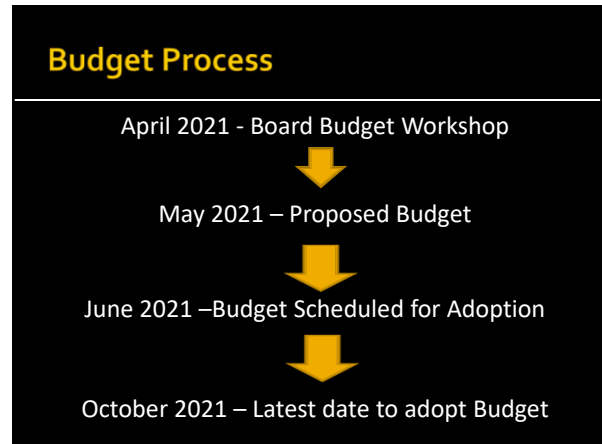 Budget Process
April 2021 - Board Budget Workshop
May 2021 – Proposed Budget
June 2021 –Budget Scheduled for Adoption
October 2021 – Latest date to adopt Budget